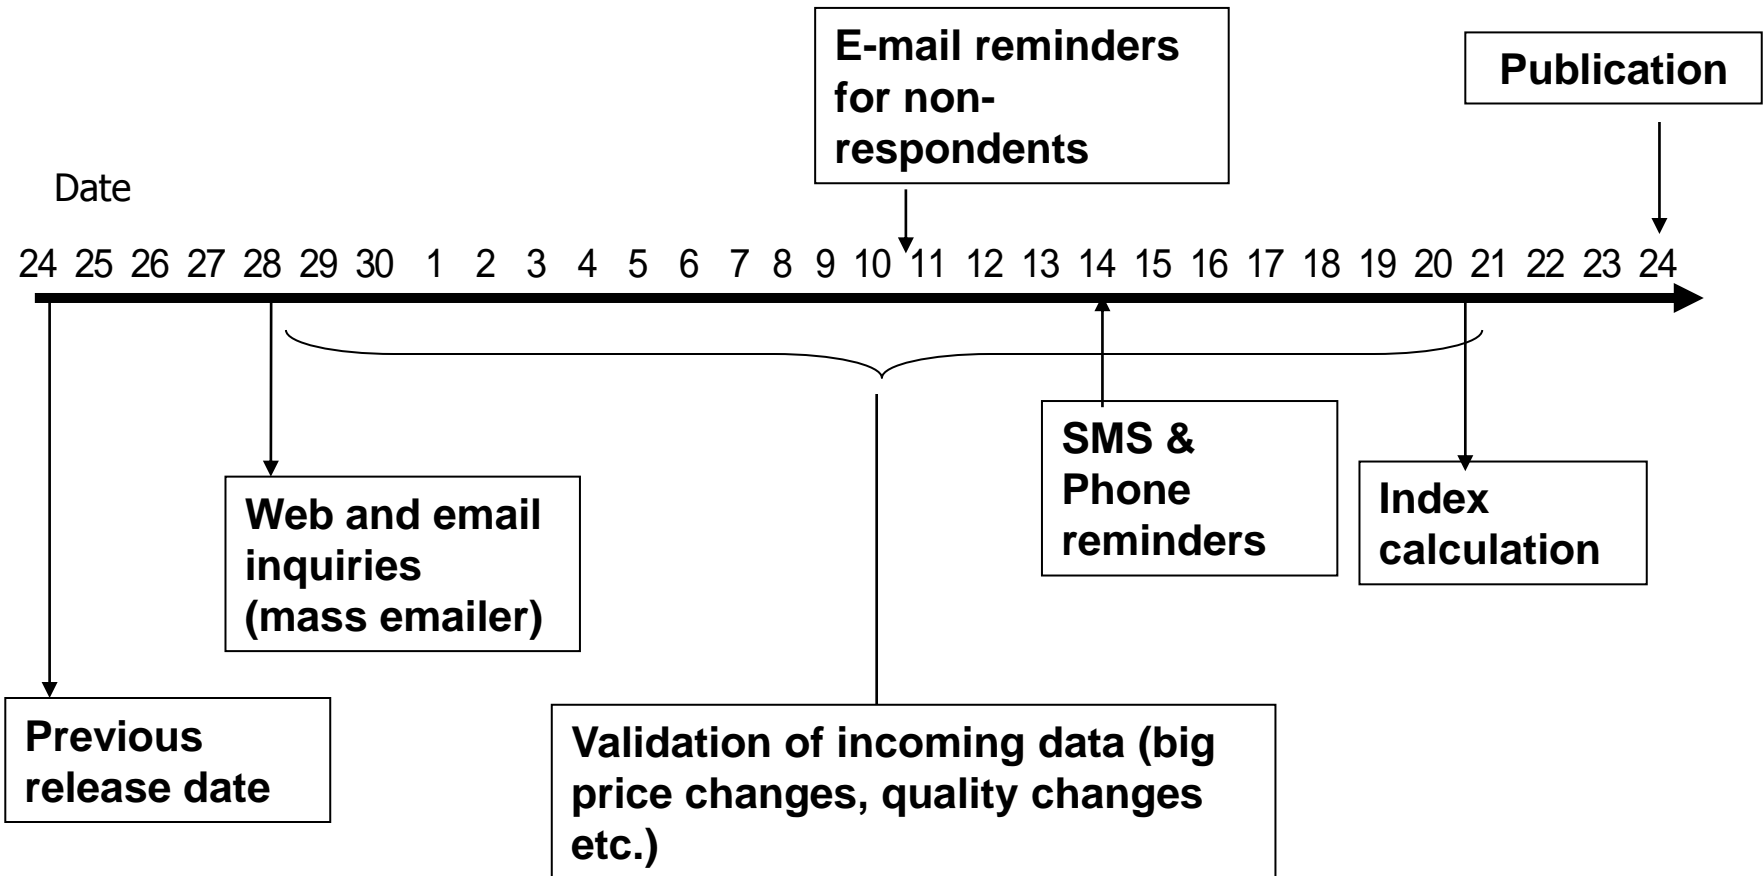 E-mail reminders
for non-
respondents
Publication
Date
24 25 26 27 28 29 30 1 2 3 4 5 6 7 8 9 10 11 12 13 14 15 16 17 18 19 20 21 22 23 24
SMS &
Phone
reminders
Index
calculation
Web and email
inquiries
(mass emailer)
Previous
release date
Validation of incoming data (big
price changes, quality changes
etc.)